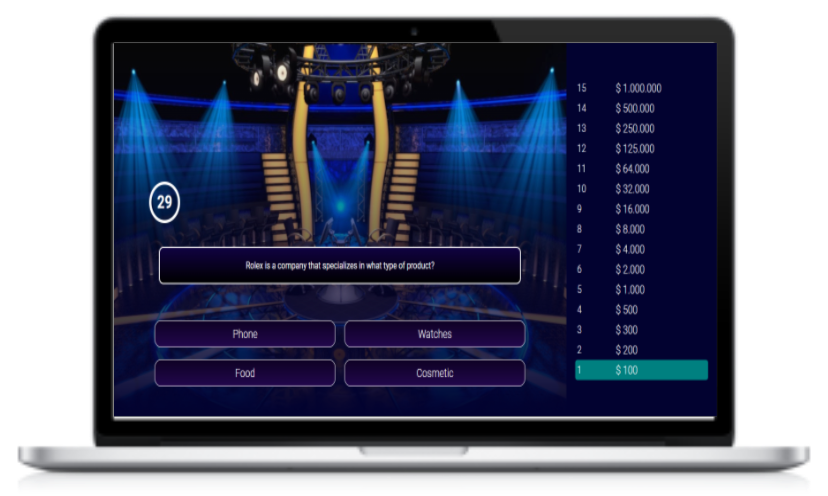 29
Rolex is a company that specializes in what type of product?
Phone
Watches
Food
Cosmetic
15 $ 1.000.000
14 $ 500.000
13 $ 250.000
12 $ 125.000
11 $ 64.000
10 $ 32.000
9 $ 16.000
8 $ 8.000
7 $ 4.000
6 $ 2.000
5 $ 1.000
4 $ 500
3 $ 300
2 $ 200
1 $ 100